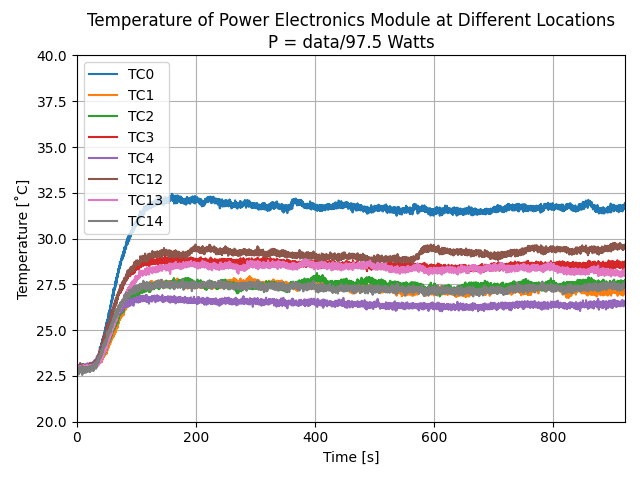 Temperature of Power Electronics Module at Different Locations
P = data/97.5 Watts
40.0
37.5
35.0
32.5
30.0
27.5
25.0
22.5
20.0
Temperature [˚C]
TC0
TC1
TC2
TC3
TC4
TC12
TC13
TC14
0
200
400
600
800
Time [s]